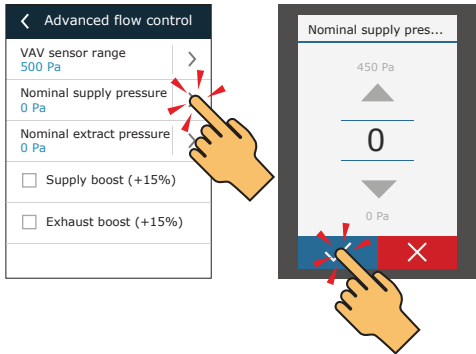 Advanced flow control
VAV sensor range
500 Pa
Nominal supply pressure
0 Pa
Nominal extract pressure
0 Pa
Supply boost (+15%)
Exhaust boost (+15%)
Nominal supply pres...
450 Pa
0
0 Pa